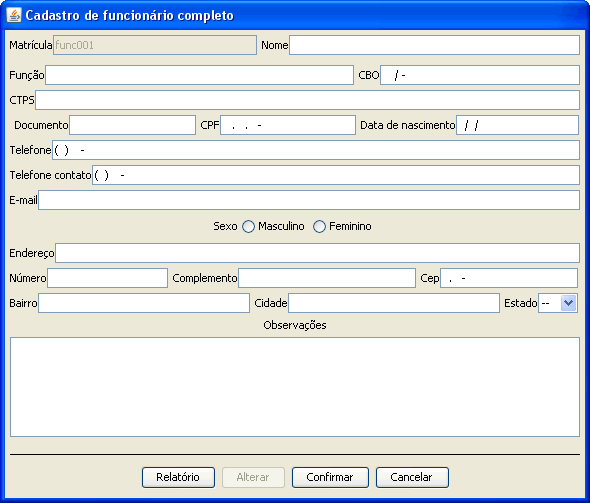 Cadastro de funcionário completo
Matrícula func001 Nome
Função CBO / -
CTPS
Documento CPF . . - Data de nascimento / /
Telefone ( ) -
Telefone contato ( ) -
E-mail
Sexo Masculino Feminino
Endereço
Número Complemento Cep . -
Bairro Cidade Estado --
Observações
Relatório Alterar Confirmar Cancelar